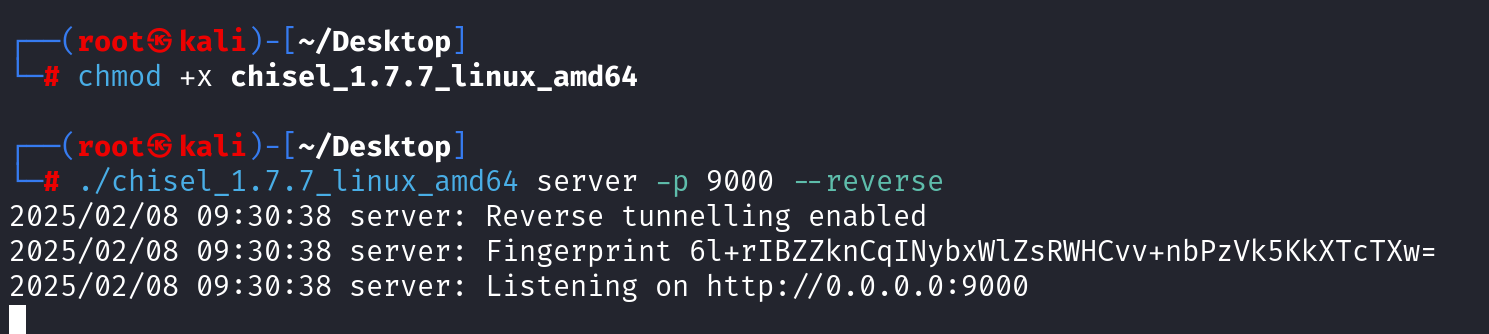 ┌──(root㉿kali)-[~/Desktop]
└─# chmod +x chisel_1.7.7_linux_amd64
┌──(root㉿kali)-[~/Desktop]
└─# ./chisel_1.7.7_linux_amd64 server -p 9000 --reverse
2025/02/08 09:30:38 server: Reverse tunnelling enabled
2025/02/08 09:30:38 server: Fingerprint 6l+rIBZZknCqINybxWlZsRWHCvv+nbPzVk5KkXTcTXw=
2025/02/08 09:30:38 server: Listening on http://0.0.0.0:9000